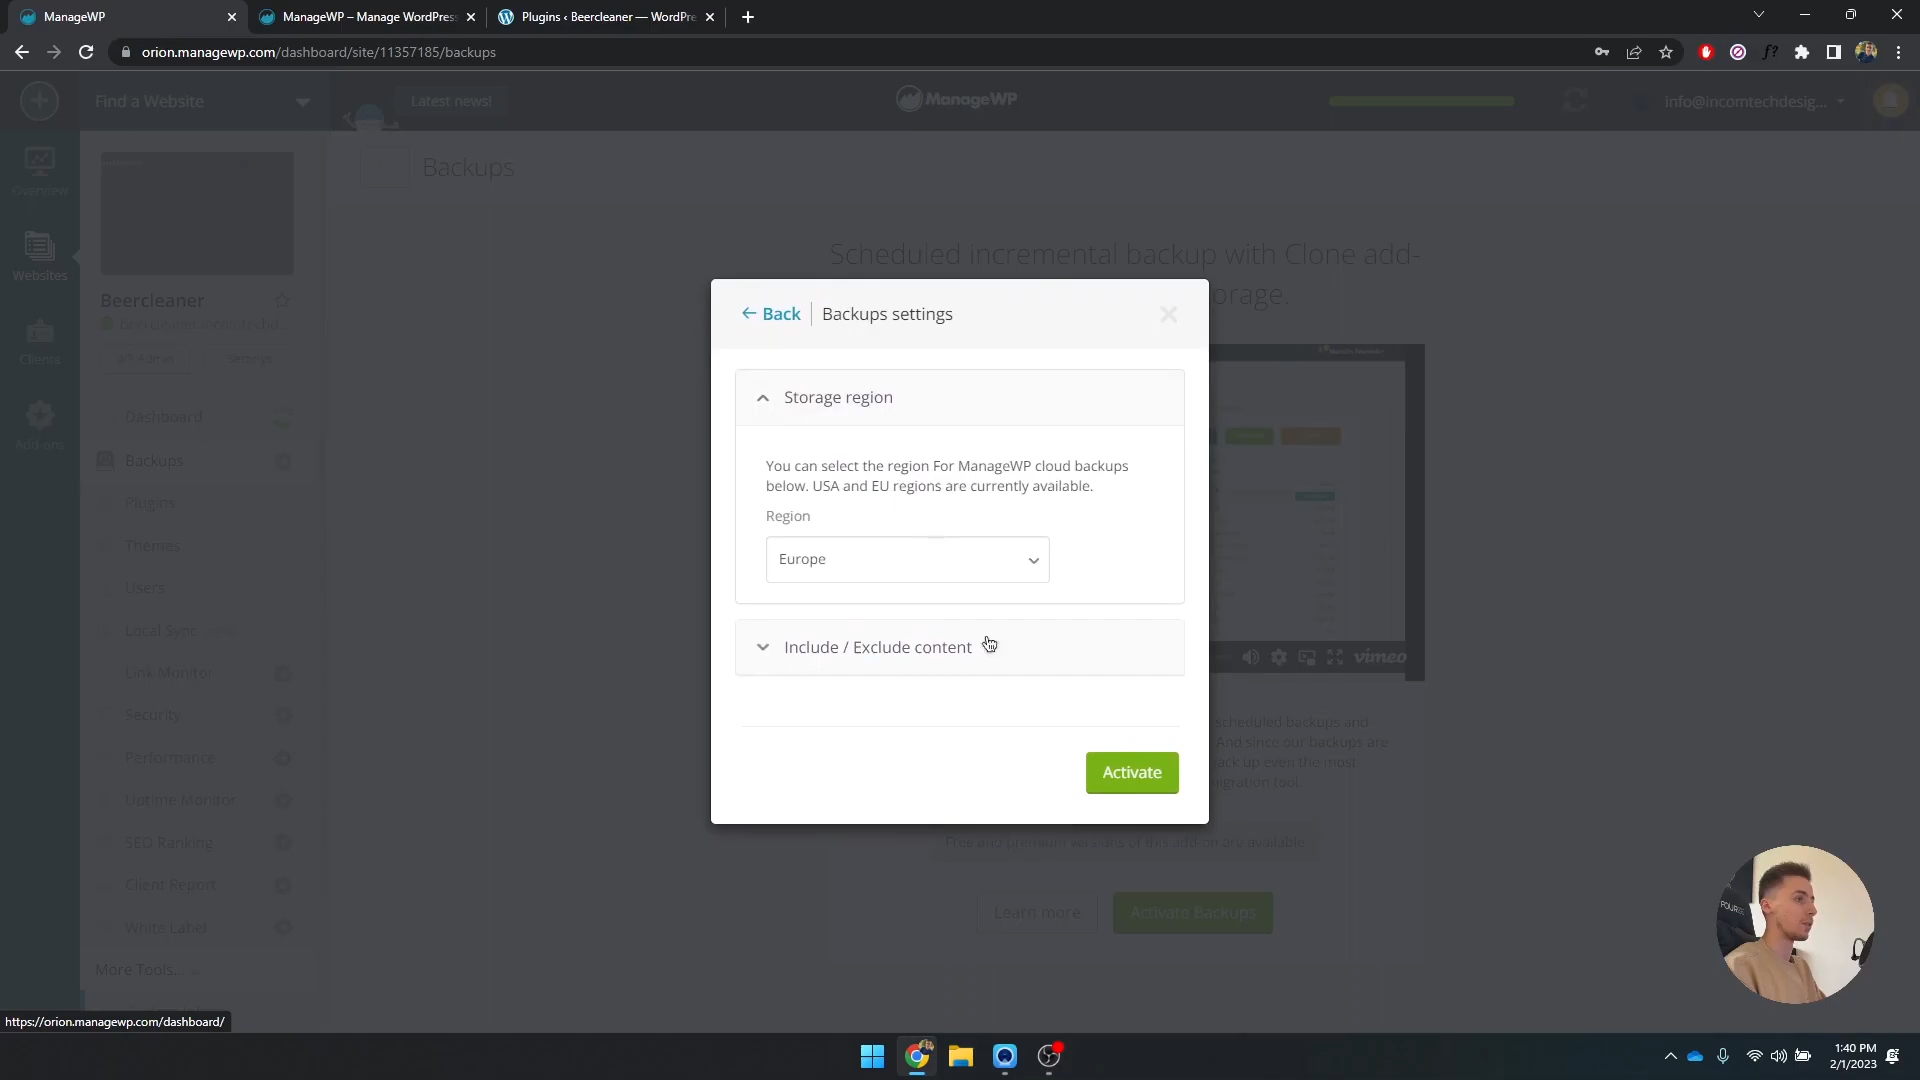 ManageWP
ManageWP – Manage WordPress
Plugins ‹ Beercleaner — WordPre
orion.managewp.com/dashboard/site/11357185/backups
Find a Website
Latest news!
ManageWP
info@incomtechdesig...
Overview
Websites
Clients
Add-ons
Beercleaner
Dashboard
Backups
Plugins
Themes
Users
Local Sync
Link Monitor
Security
Performance
Uptime Monitor
SEO Ranking
Client Report
White Label
More Tools...
Backups
Scheduled incremental backup with Clone add-
orage.
Back
Backups settings
Storage region
You can select the region For ManageWP cloud backups
below. USA and EU regions are currently available.
Region
Europe
Include / Exclude content
Activate
vimeo
scheduled backups and
And since our backups are
ack up even the most
igration tool.
Free and premium versions of this add-on are available
Learn more
Activate Backups
https://orion.managewp.com/dashboard/
1:40 PM
2/1/2023